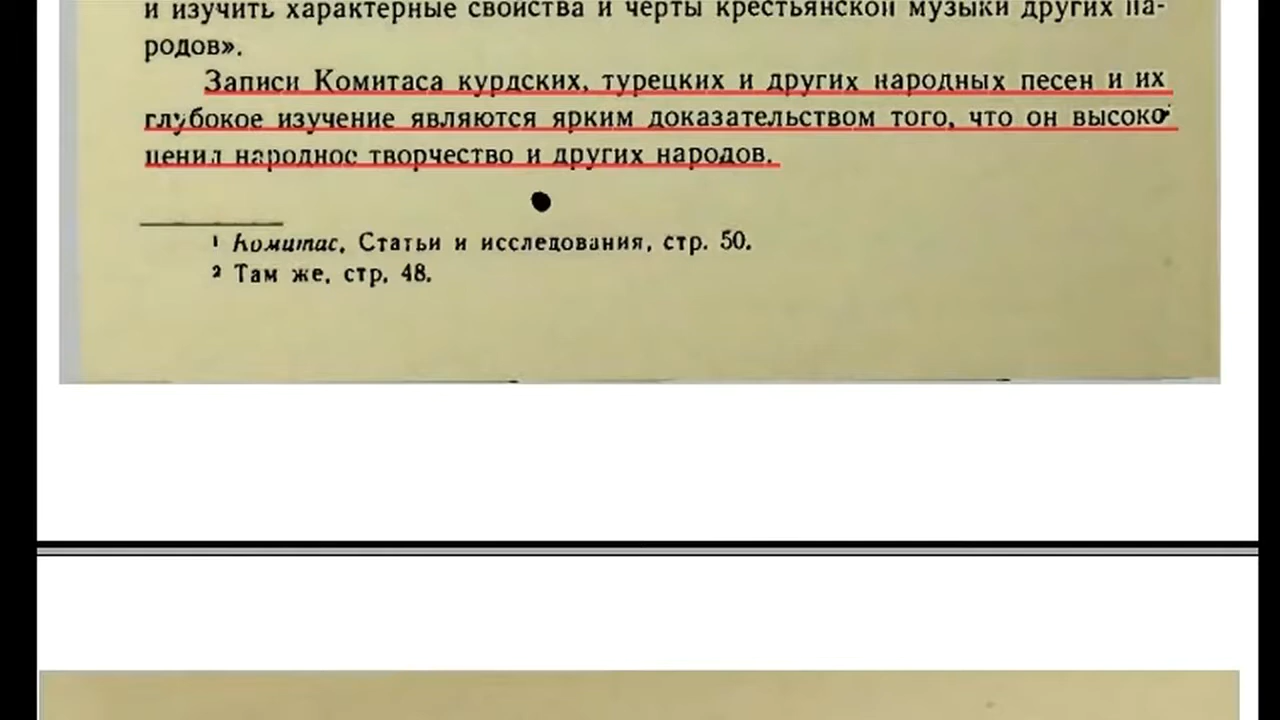 и изучить характерные свойства и черты крестьянской музыки других на-
родов».
Записи Комитаса курдских, турецких и других народных песен и их
глубокое изучение являются ярким доказательством того, что он высоко
ценил народное творчество и других народов.
¹ Комитас, Статьи и исследования, стр. 50.
² Там же, стр. 48.